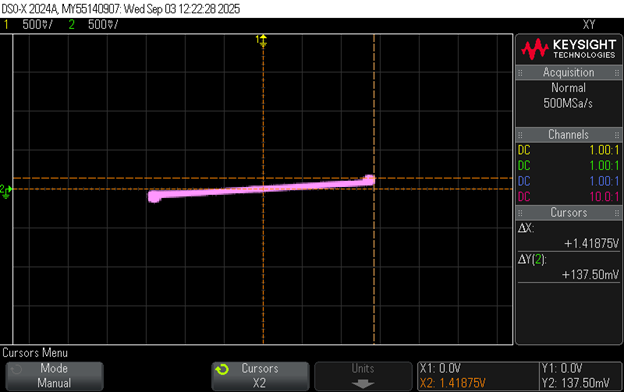 DSO-X 2024A, MY55140907: Wed Sep 03 12:22:28 2025
1 500mV/ 2 500mV/ XY
1
2
KEYSIGHT
TECHNOLOGIES
Acquisition
Normal
500MSa/s
Channels
DC 1.00:1
DC 1.00:1
DC 1.00:1
DC 10.0:1
Cursors
ΔX:
+1.41875V
ΔY(2):
+137.50mV
Cursors Menu
Mode
Manual
Cursors
X2
Units
X1: 0.0V
X2: 1.41875V
Y1: 0.0V
Y2: 137.50mV